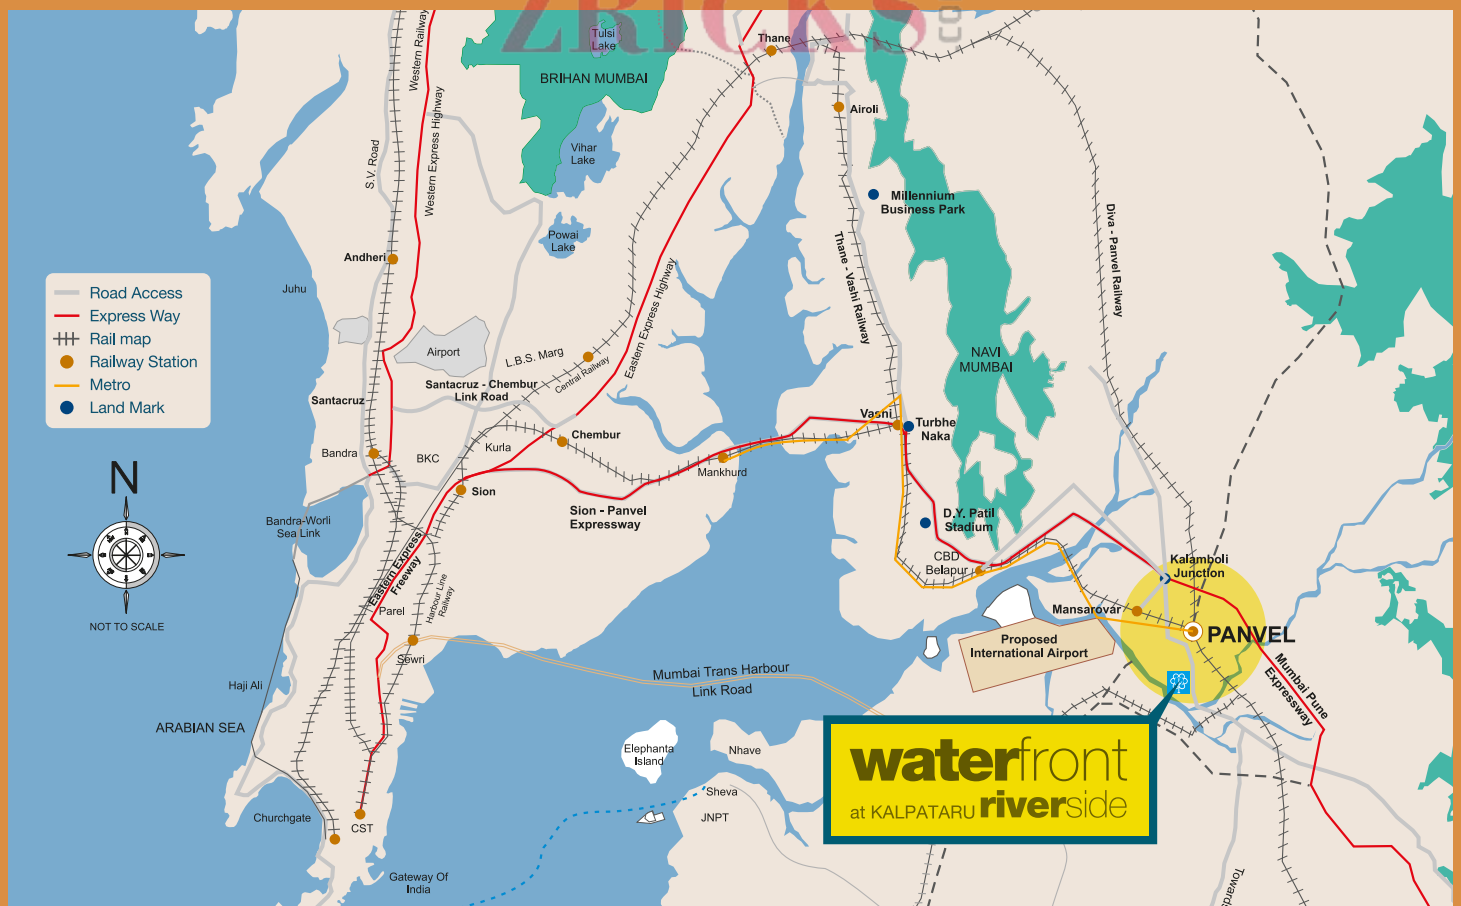 ZRICKS
CO
Tulsi
Lake
Thane
BRIHAN MUMBAI
Western Railway
Western Express Highway
S.V. Road
Airoli
Vihar
Lake
Millennium
Business Park
Powai
Lake
Thane - Vashi Railway
Diva - Panvel Railway
Andheri
Juhu
Eastern Express Highway
Road Access
Express Way
Rail map
Railway Station
Metro
Land Mark
Airport
L.B.S. Marg
Central Railway
NAVI
MUMBAI
Santacruz - Chembur
Link Road
Santacruz
Vashi
Turbhe
Naka
Chembur
Kurla
Bandra
BKC
Mankhurd
Sion
Sion - Panvel
Expressway
N
Bandra-Worli
Sea Link
D.Y. Patil
Stadium
CBD
Belapur
Kalamboli
Junction
Eastern Express
Freeway
Harbour Line
Railway
Parel
Mansarovar
PANVEL
NOT TO SCALE
Proposed
International Airport
Sewri
Mumbai Trans Harbour
Link Road
Mumbai Pune
Expressway
Haji Ali
ARABIAN SEA
Elephanta
Island
Nhave
Sheva
JNPT
waterfront
at KALPATARU riverside
Churchgate
CST
Gateway Of
India
Towards